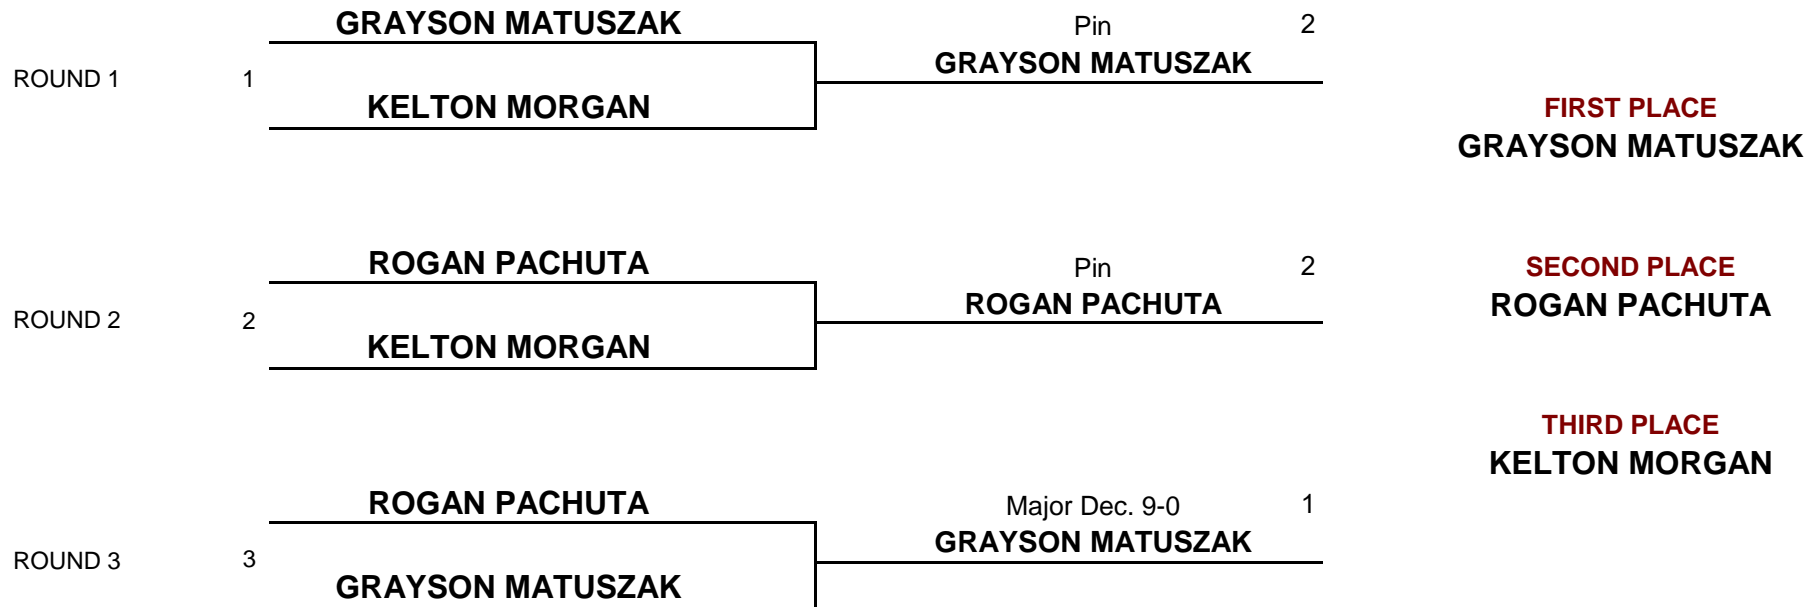 GRAYSON MATUSZAK
Pin 2
GRAYSON MATUSZAK
ROUND 1 1
KELTON MORGAN
FIRST PLACE
GRAYSON MATUSZAK
ROGAN PACHUTA
Pin 2
ROGAN PACHUTA
ROUND 2 2
KELTON MORGAN
SECOND PLACE
ROGAN PACHUTA
THIRD PLACE
KELTON MORGAN
ROGAN PACHUTA
Major Dec. 9-0 1
GRAYSON MATUSZAK
ROUND 3 3
GRAYSON MATUSZAK